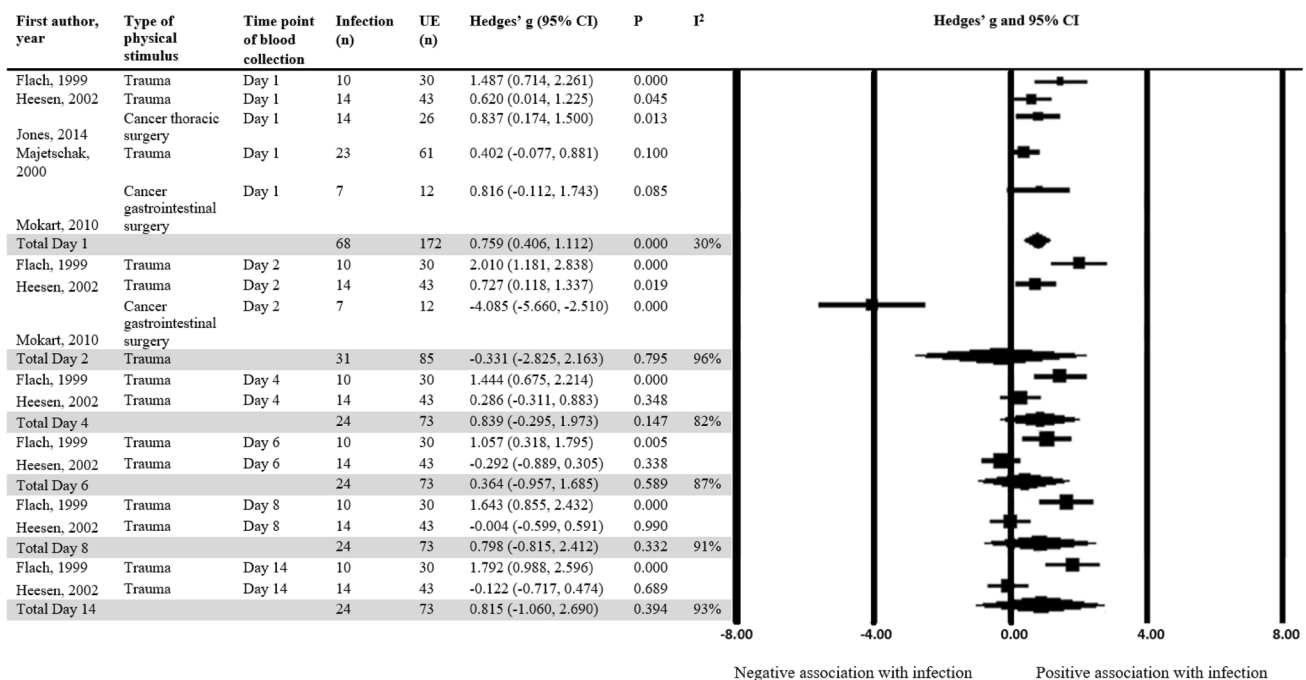 First author, year Type of physical stimulus Time point of blood collection Infection (n) UE (n) Hedges’ g (95% CI) P I² Hedges’ g and 95% CI
Flach, 1999 Trauma Day 1 10 30 1.487 (0.714, 2.261) 0.000
Heesen, 2002 Trauma Day 1 14 43 0.620 (0.014, 1.225) 0.045
Jones, 2014 Cancer thoracic surgery Day 1 14 26 0.837 (0.174, 1.500) 0.013
Majetschak, 2000 Trauma Day 1 23 61 0.402 (-0.077, 0.881) 0.100
Mokart, 2010 Cancer gastrointestinal surgery Day 1 7 12 0.816 (-0.112, 1.743) 0.085
Total Day 1 68 172 0.759 (0.406, 1.112) 0.000 30%
Flach, 1999 Trauma Day 2 10 30 2.010 (1.181, 2.838) 0.000
Heesen, 2002 Trauma Day 2 14 43 0.727 (0.118, 1.337) 0.019
Mokart, 2010 Cancer gastrointestinal surgery Day 2 7 12 -4.085 (-5.660, -2.510) 0.000
Total Day 2 Trauma 31 85 -0.331 (-2.825, 2.163) 0.795 96%
Flach, 1999 Trauma Day 4 10 30 1.444 (0.675, 2.214) 0.000
Heesen, 2002 Trauma Day 4 14 43 0.286 (-0.311, 0.883) 0.348
Total Day 4 24 73 0.839 (-0.295, 1.973) 0.147 82%
Flach, 1999 Trauma Day 6 10 30 1.057 (0.318, 1.795) 0.005
Heesen, 2002 Trauma Day 6 14 43 -0.292 (-0.889, 0.305) 0.338
Total Day 6 24 73 0.364 (-0.957, 1.685) 0.589 87%
Flach, 1999 Trauma Day 8 10 30 1.643 (0.855, 2.432) 0.000
Heesen, 2002 Trauma Day 8 14 43 -0.004 (-0.599, 0.591) 0.990
Total Day 8 24 73 0.798 (-0.815, 2.412) 0.332 91%
Flach, 1999 Trauma Day 14 10 30 1.792 (0.988, 2.596) 0.000
Heesen, 2002 Trauma Day 14 14 43 -0.122 (-0.717, 0.474) 0.689
Total Day 14 24 73 0.815 (-1.060, 2.690) 0.394 93%
-8.00 -4.00 0.00 4.00 8.00
Negative association with infection Positive association with infection